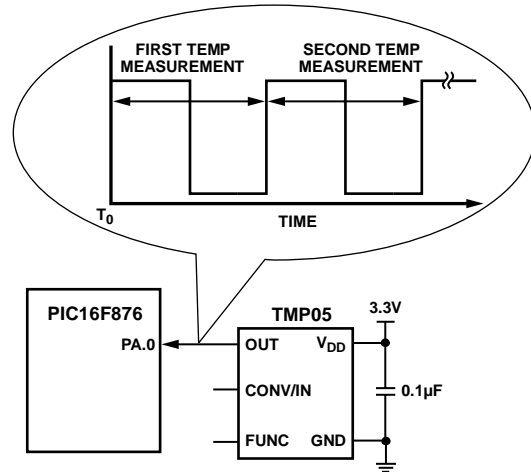 FIRST TEMP
MEASUREMENT
SECOND TEMP
MEASUREMENT
T0
TIME
PIC16F876
PA.0
TMP05
OUT
VDD
CONV/IN
FUNC
GND
3.3V
0.1µF